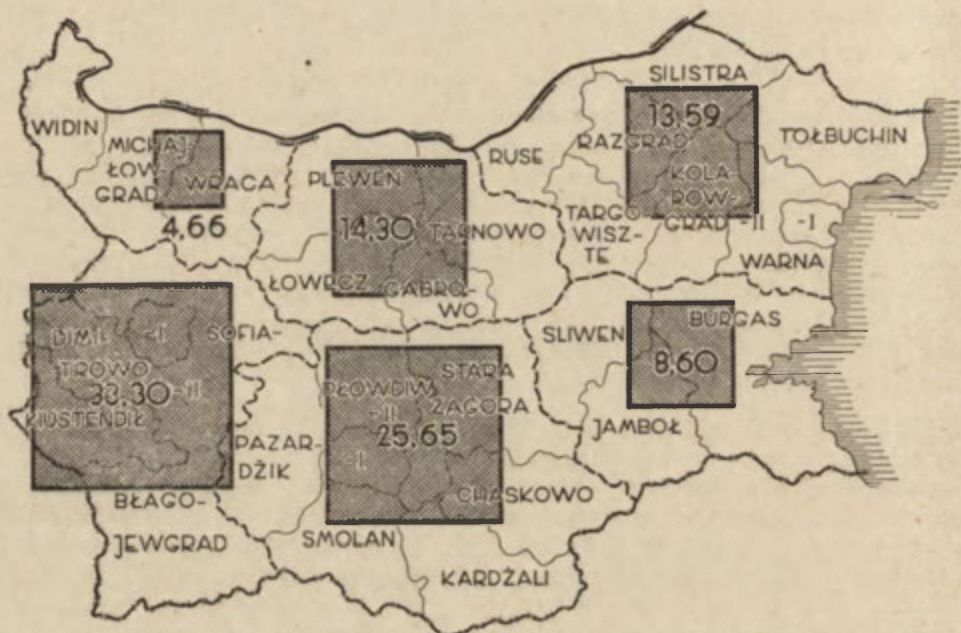 SILISTRA
WIDIN
13,59
TOŁBUCHIN
MICHAJ-
ŁOW-
GRAD
WRACA
4,66
PLEWEN
14,30
TARNOWO
ŁOWECZ
GABRO-
WO
RUSE
RAZGRAD
KOLA-
ROW-
GRAD-II
TARGO-
WISZ-
TE
-I
WARNA
DIMI-
TROWO
-I
SOFIA-
33,30-II
KIUSTENDIŁ
PŁOWDIW
-II
25,65
-I
STARA
ZAGORA
SLIWEN
BURGAS
8,60
JAMBOŁ
PAZAR-
DŻIK
CHASKOWO
BŁAGO-
JEWGRAD
SMOLAN
KARDŻALI